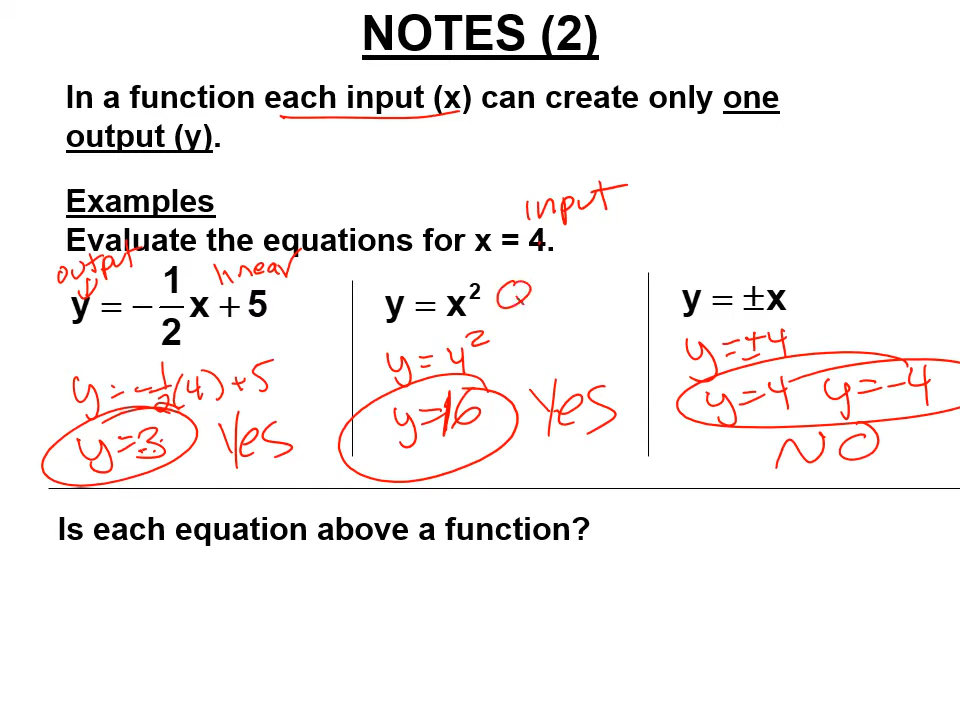 NOTES (2)
In a function each input (x) can create only one
output (y).
Examples
input
Evaluate the equations for x = 4.
output
linear
y = -1/2 x + 5
y = -1/2(4) + 5
y = 3
Yes
y = x² Q
y = 4²
y = 16
Yes
y = ±x
y = ±4
y = 4 y = -4
NO
Is each equation above a function?